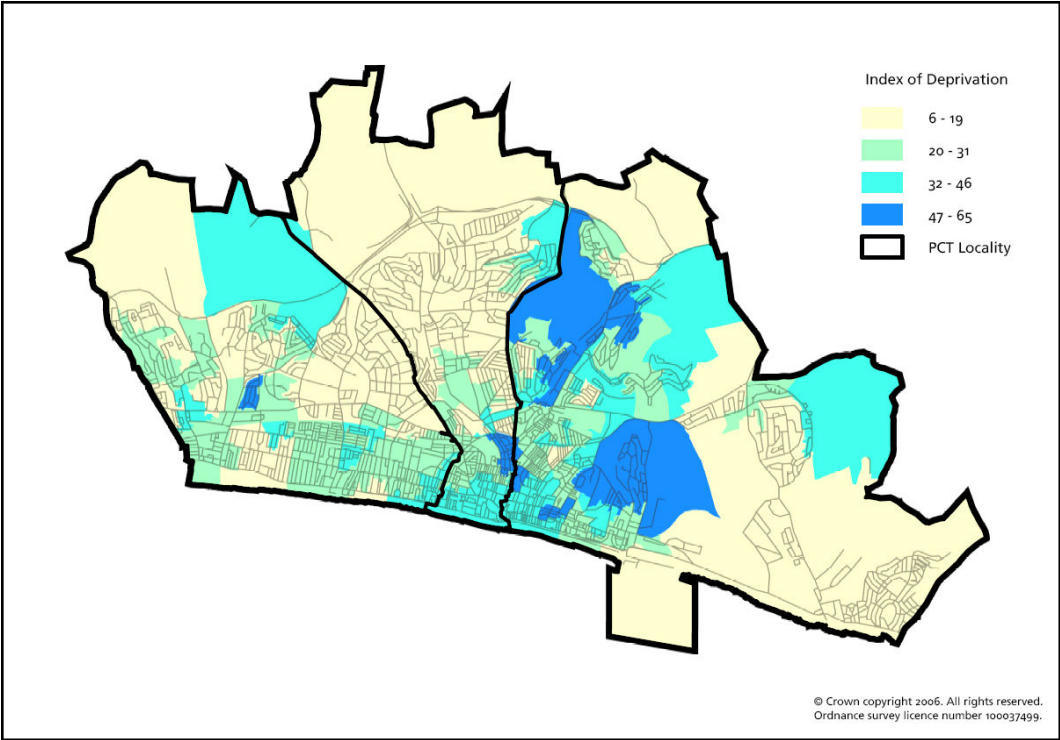 Index of Deprivation
6 - 19
20 - 31
32 - 46
47 - 65
PCT Locality
© Crown copyright 2006. All rights reserved.
Ordnance survey licence number 100037499.